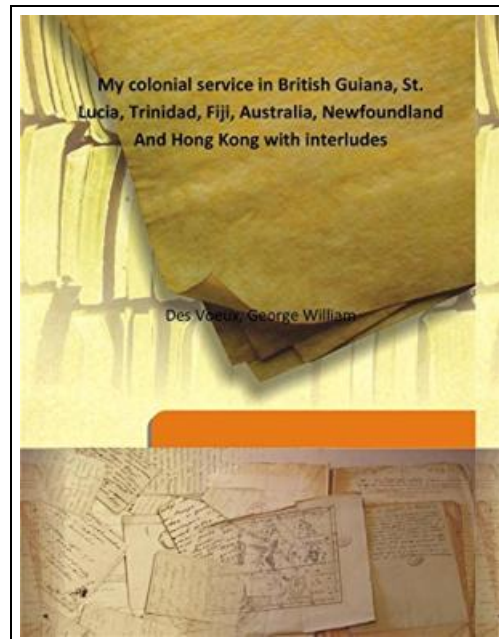 My colonial service in British Guiana, St.
Lucia, Trinidad, Fiji, Australia, Newfoundland
And Hong Kong with interludes
Des Voeux, George William